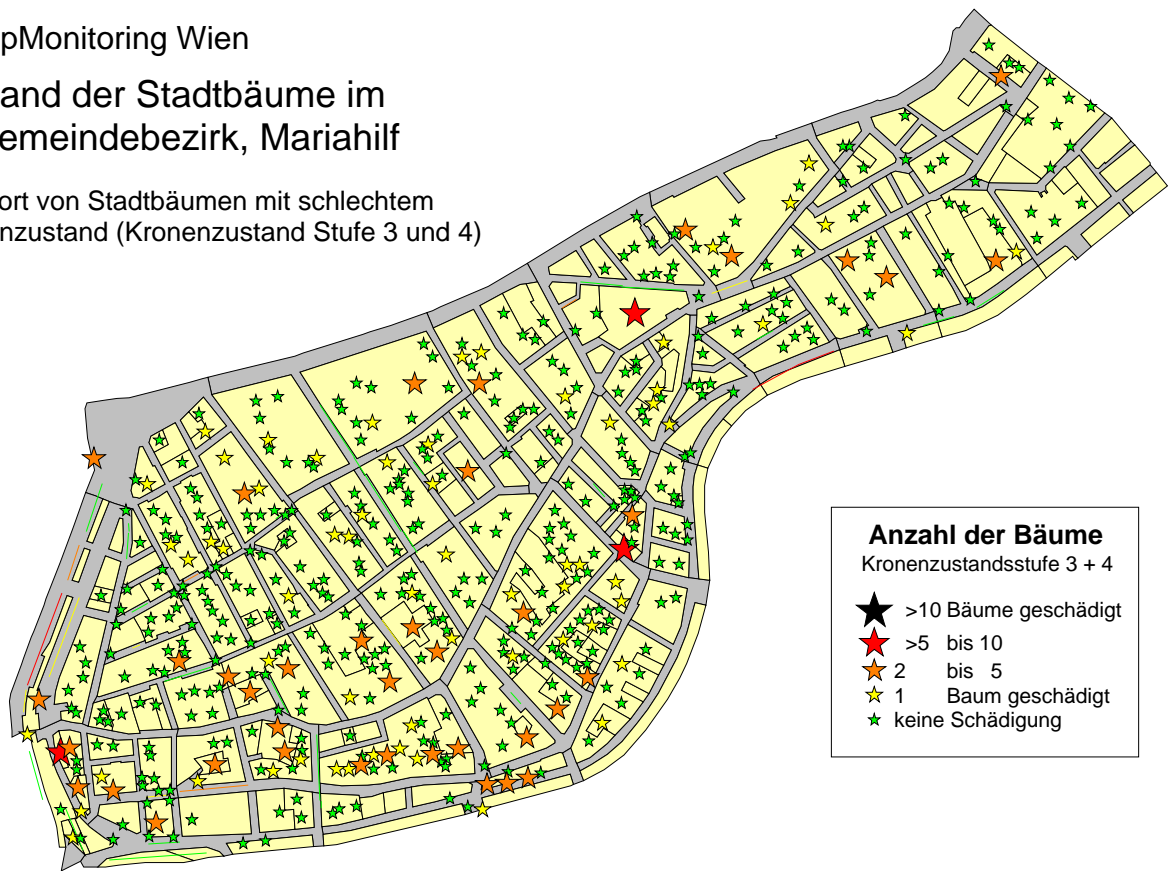 pMonitoring Wien
and der Stadtbäume im
emeindebezirk, Mariahilf
ort von Stadtbäumen mit schlechtem
nzustand (Kronenzustand Stufe 3 und 4)
Anzahl der Bäume
Kronenzustandsstufe 3 + 4
>10 Bäume geschädigt
>5 bis 10
2 bis 5
1 Baum geschädigt
keine Schädigung